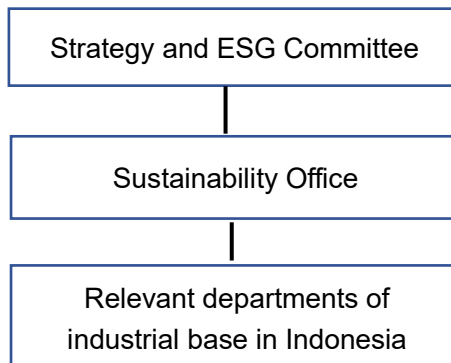 Strategy and ESG Committee
Sustainability Office
Relevant departments of
industrial base in Indonesia